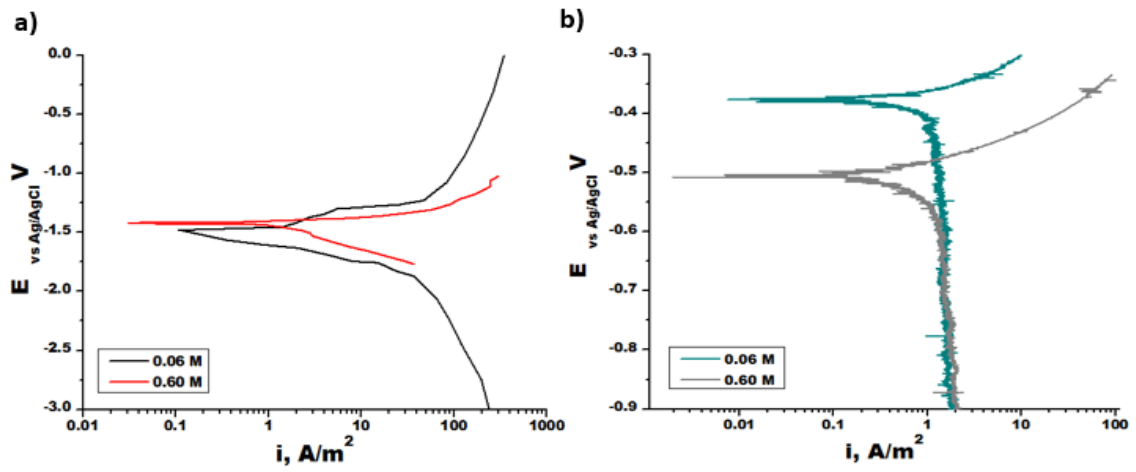 a)
0.0
-0.5
-1.0
-1.5
-2.0
-2.5
-3.0
E vs Ag/AgCl V
0.06 M
0.60 M
0.01 0.1 1 10 100 1000
i, A/m²
b)
-0.3
-0.4
-0.5
-0.6
-0.7
-0.8
-0.9
E vs Ag/AgCl V
0.06 M
0.60 M
0.01 0.1 1 10 100
i, A/m²